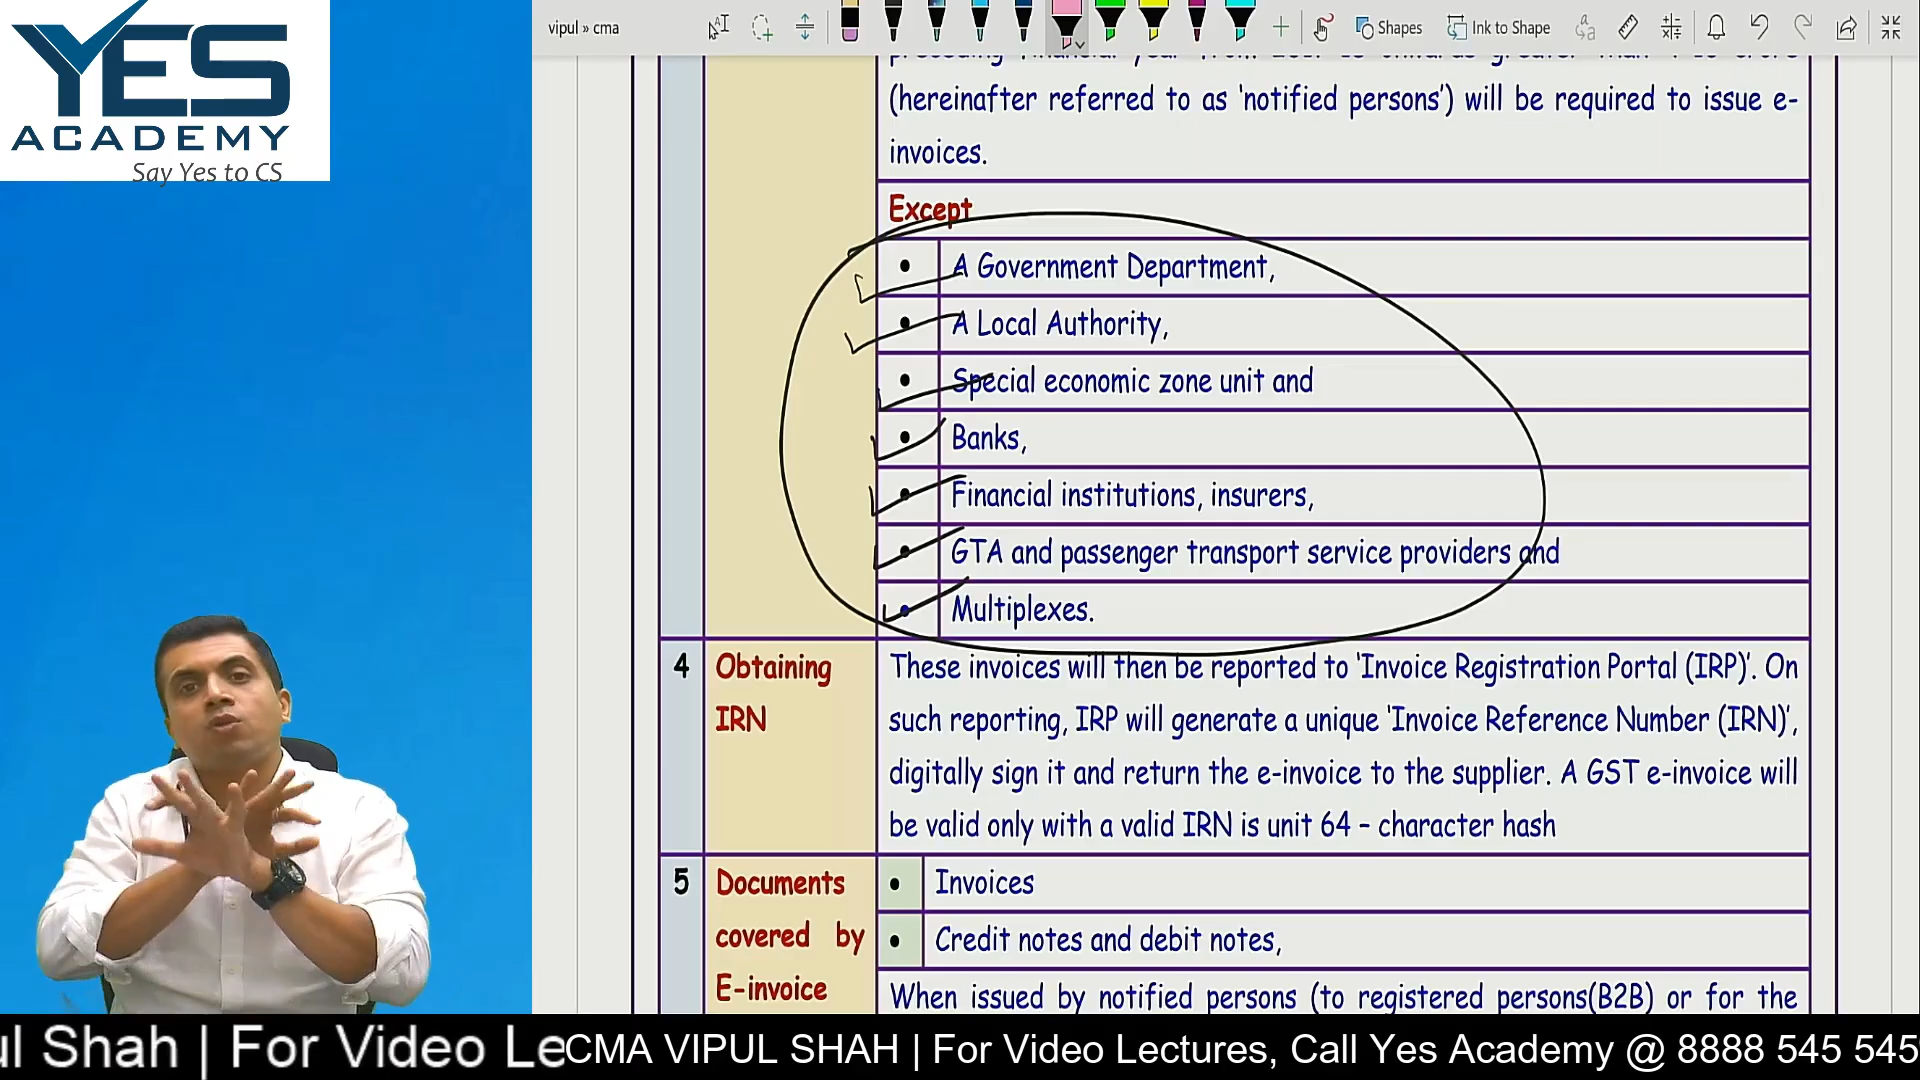 YES
ACADEMY
Say Yes to CS
vipul » cma
Shapes
Ink to Shape
(hereinafter referred to as ‘notified persons’) will be required to issue e-
invoices.
Except
• A Government Department,
• A Local Authority,
• Special economic zone unit and
• Banks,
• Financial institutions, insurers,
• GTA and passenger transport service providers and
• Multiplexes.
4 Obtaining IRN
These invoices will then be reported to ‘Invoice Registration Portal (IRP)’. On
such reporting, IRP will generate a unique ‘Invoice Reference Number (IRN)’,
digitally sign it and return the e-invoice to the supplier. A GST e-invoice will
be valid only with a valid IRN is unit 64 – character hash
5 Documents
covered by
E-invoice
• Invoices
• Credit notes and debit notes,
When issued by notified persons (to registered persons(B2B) or for the
ul Shah | For Video Le
CMA VIPUL SHAH | For Video Lectures, Call Yes Academy @ 8888 545 545